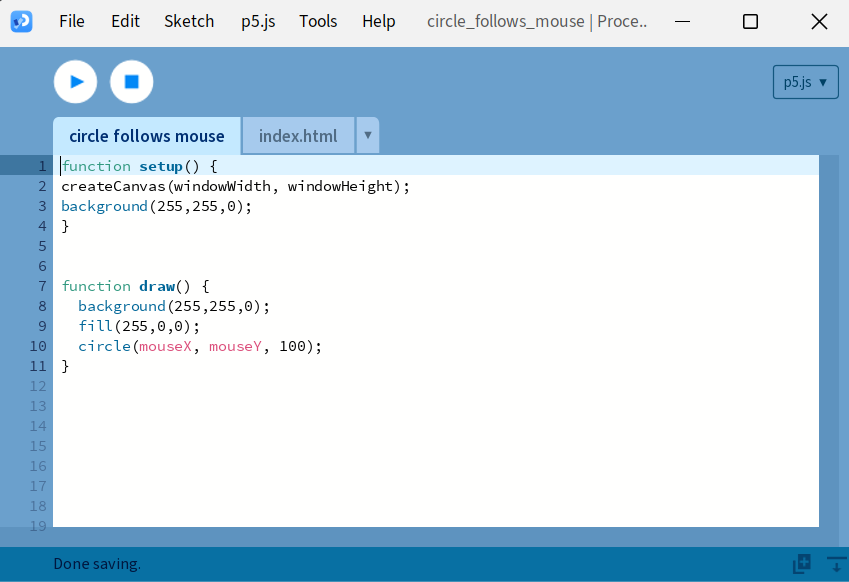 File Edit Sketch p5.js Tools Help circle_follows_mouse | Proce..
p5.js ▼
circle follows mouse index.html ▼
1 function setup() {
2 createCanvas(windowWidth, windowHeight);
3 background(255,255,0);
4 }
5
6
7 function draw() {
8 background(255,255,0);
9 fill(255,0,0);
10 circle(mouseX, mouseY, 100);
11 }
12
13
14
15
16
17
18
19
Done saving.